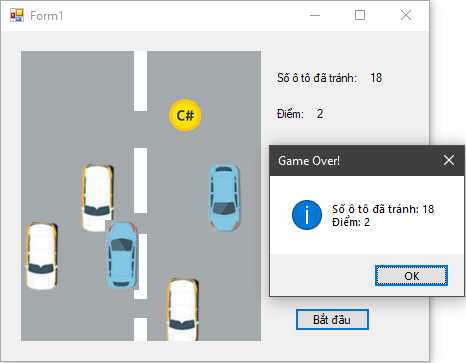 Form1
Số ô tô đã tránh: 18
Điểm: 2
C#
Game Over!
Số ô tô đã tránh: 18
Điểm: 2
OK
Bắt đầu